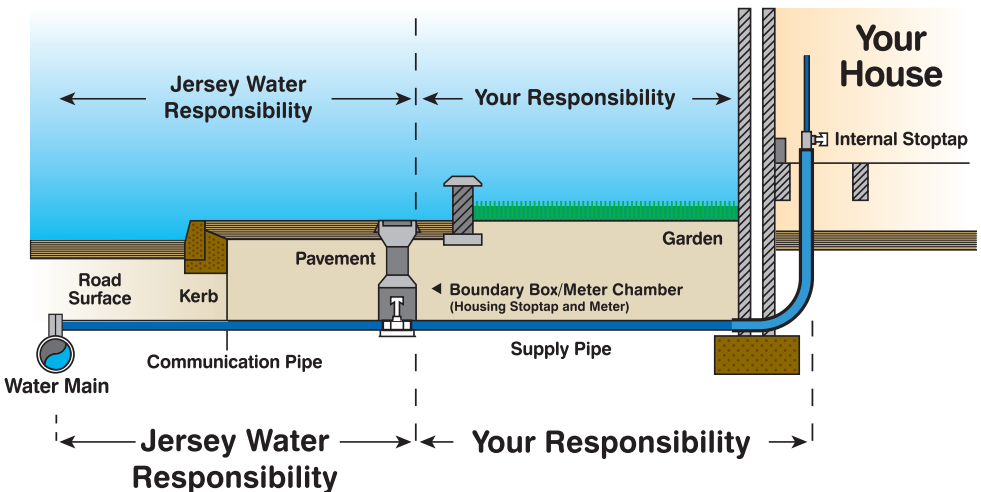 Your
House
Jersey Water
Responsibility
Your Responsibility
Internal Stoptap
Garden
Pavement
Road
Surface
Kerb
Boundary Box/Meter Chamber
(Housing Stoptap and Meter)
Communication Pipe
Supply Pipe
Water Main
Jersey Water
Responsibility
Your Responsibility